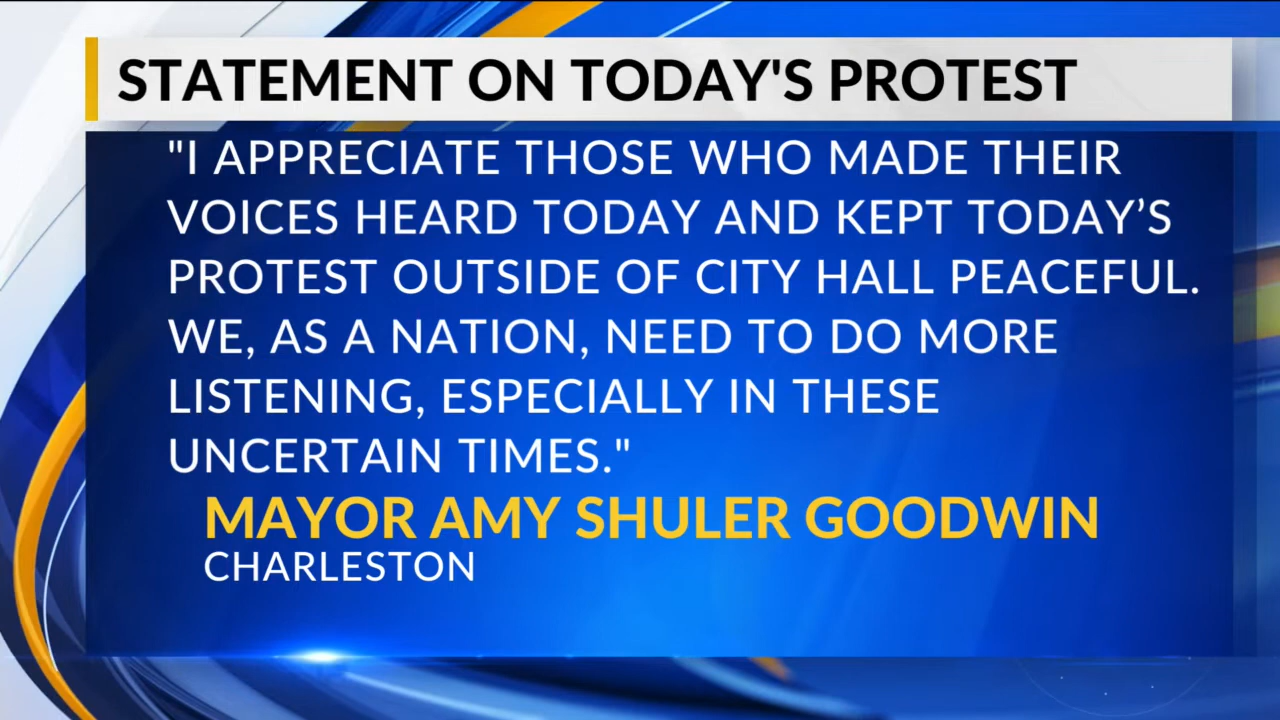 STATEMENT ON TODAY'S PROTEST
"I APPRECIATE THOSE WHO MADE THEIR
VOICES HEARD TODAY AND KEPT TODAY’S
PROTEST OUTSIDE OF CITY HALL PEACEFUL.
WE, AS A NATION, NEED TO DO MORE
LISTENING, ESPECIALLY IN THESE
UNCERTAIN TIMES."
MAYOR AMY SHULER GOODWIN
CHARLESTON